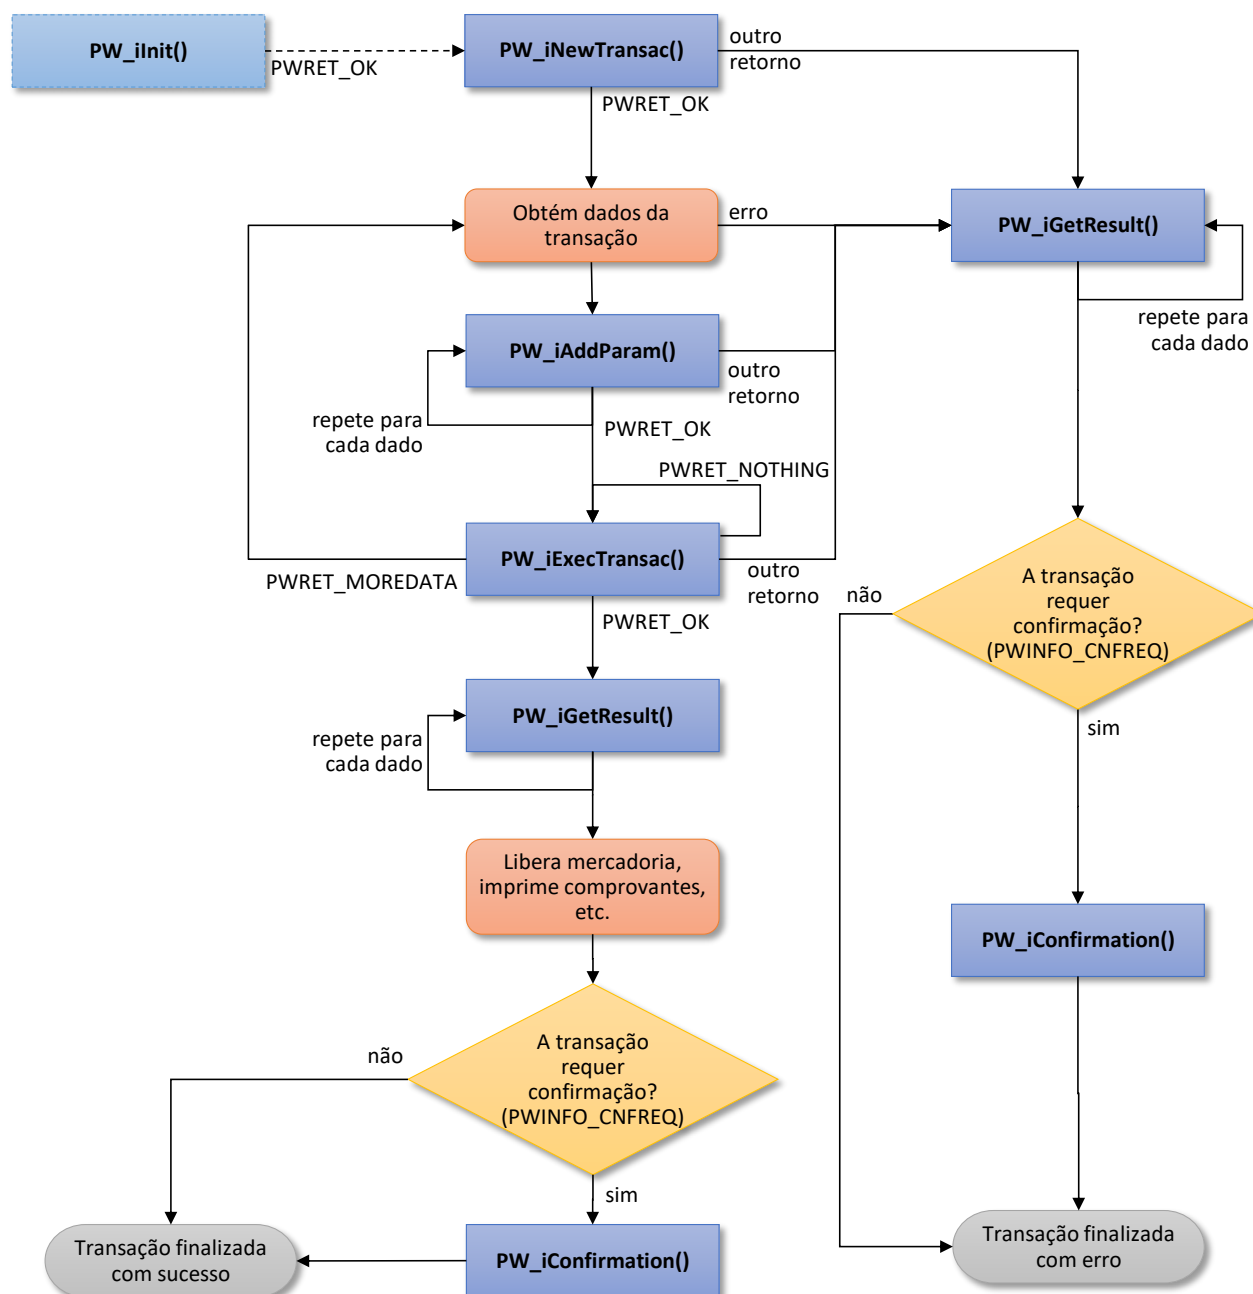 PW_iInit()
PWRET_OK
PW_iNewTransac()
outro
retorno
PWRET_OK
Obtém dados da
transação
erro
PW_iGetResult()
repete para
cada dado
PW_iAddParam()
outro
retorno
repete para
cada dado
PWRET_OK
PWRET_NOTHING
PW_iExecTransac()
PWRET_MOREDATA
outro
retorno
PWRET_OK
não
A transação
requer
confirmação?
(PWINFO_CNFREQ)
sim
PW_iGetResult()
repete para
cada dado
Libera mercadoria,
imprime comprovantes,
etc.
PW_iConfirmation()
não
A transação
requer
confirmação?
(PWINFO_CNFREQ)
sim
Transação finalizada
com sucesso
PW_iConfirmation()
Transação finalizada
com erro